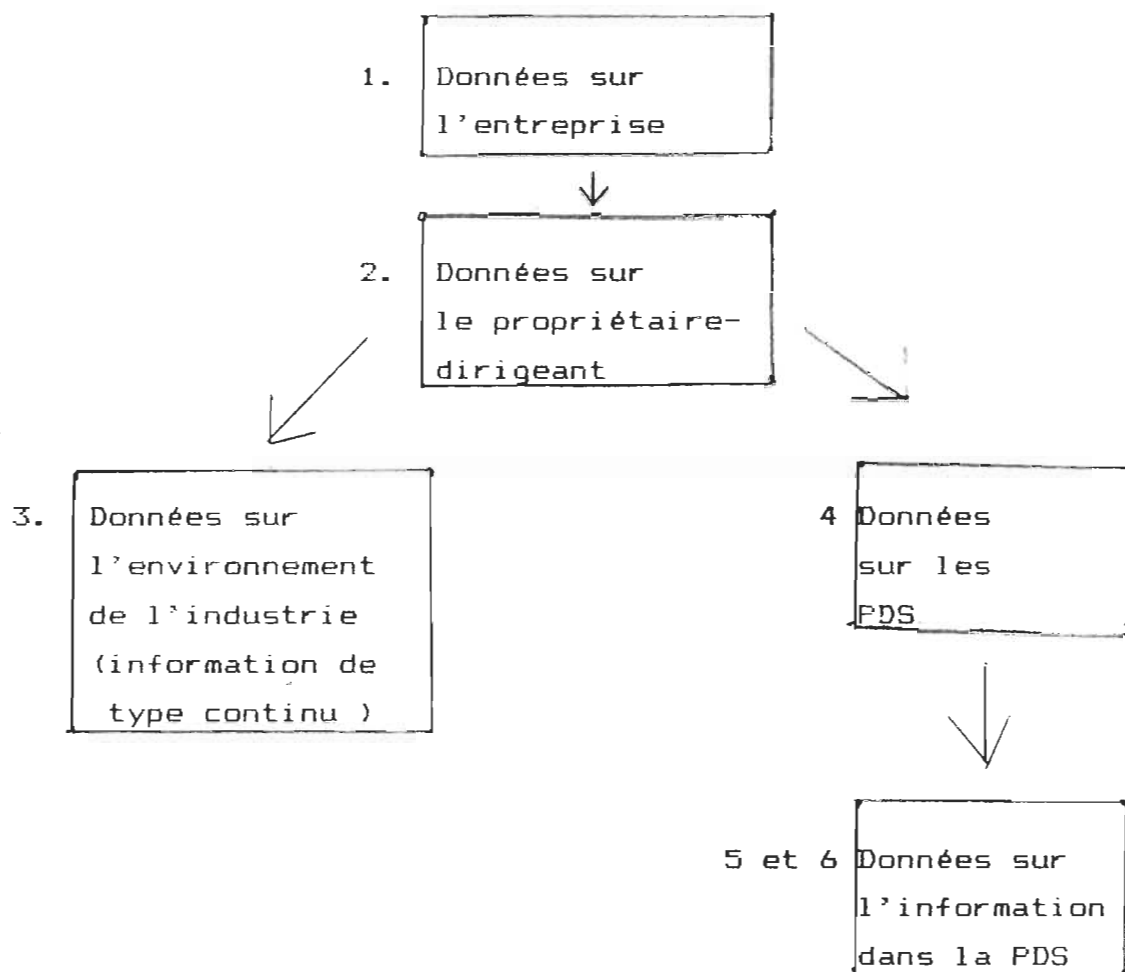 1. Données sur
l'entreprise
2. Données sur
le propriétaire-
dirigeant
3. Données sur
l'environnement
de l'industrie
(information de
type continu )
4 Données
sur les
PDS
5 et 6 Données sur
l'information
dans la PDS